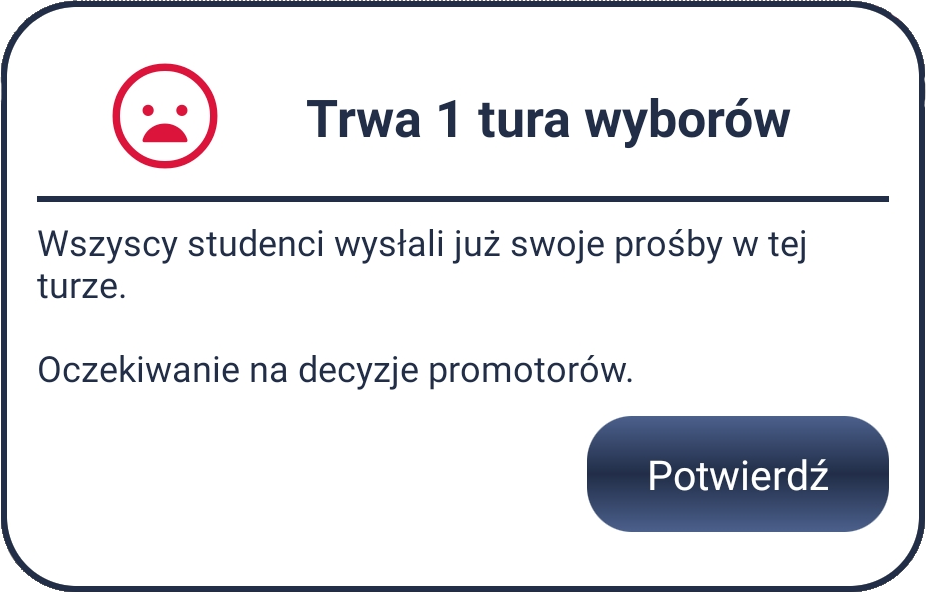 Trwa 1 tura wyborów
Wszyscy studenci wysłali już swoje prośby w tej
turze.
Oczekiwanie na decyzje promotorów.
Potwierdź